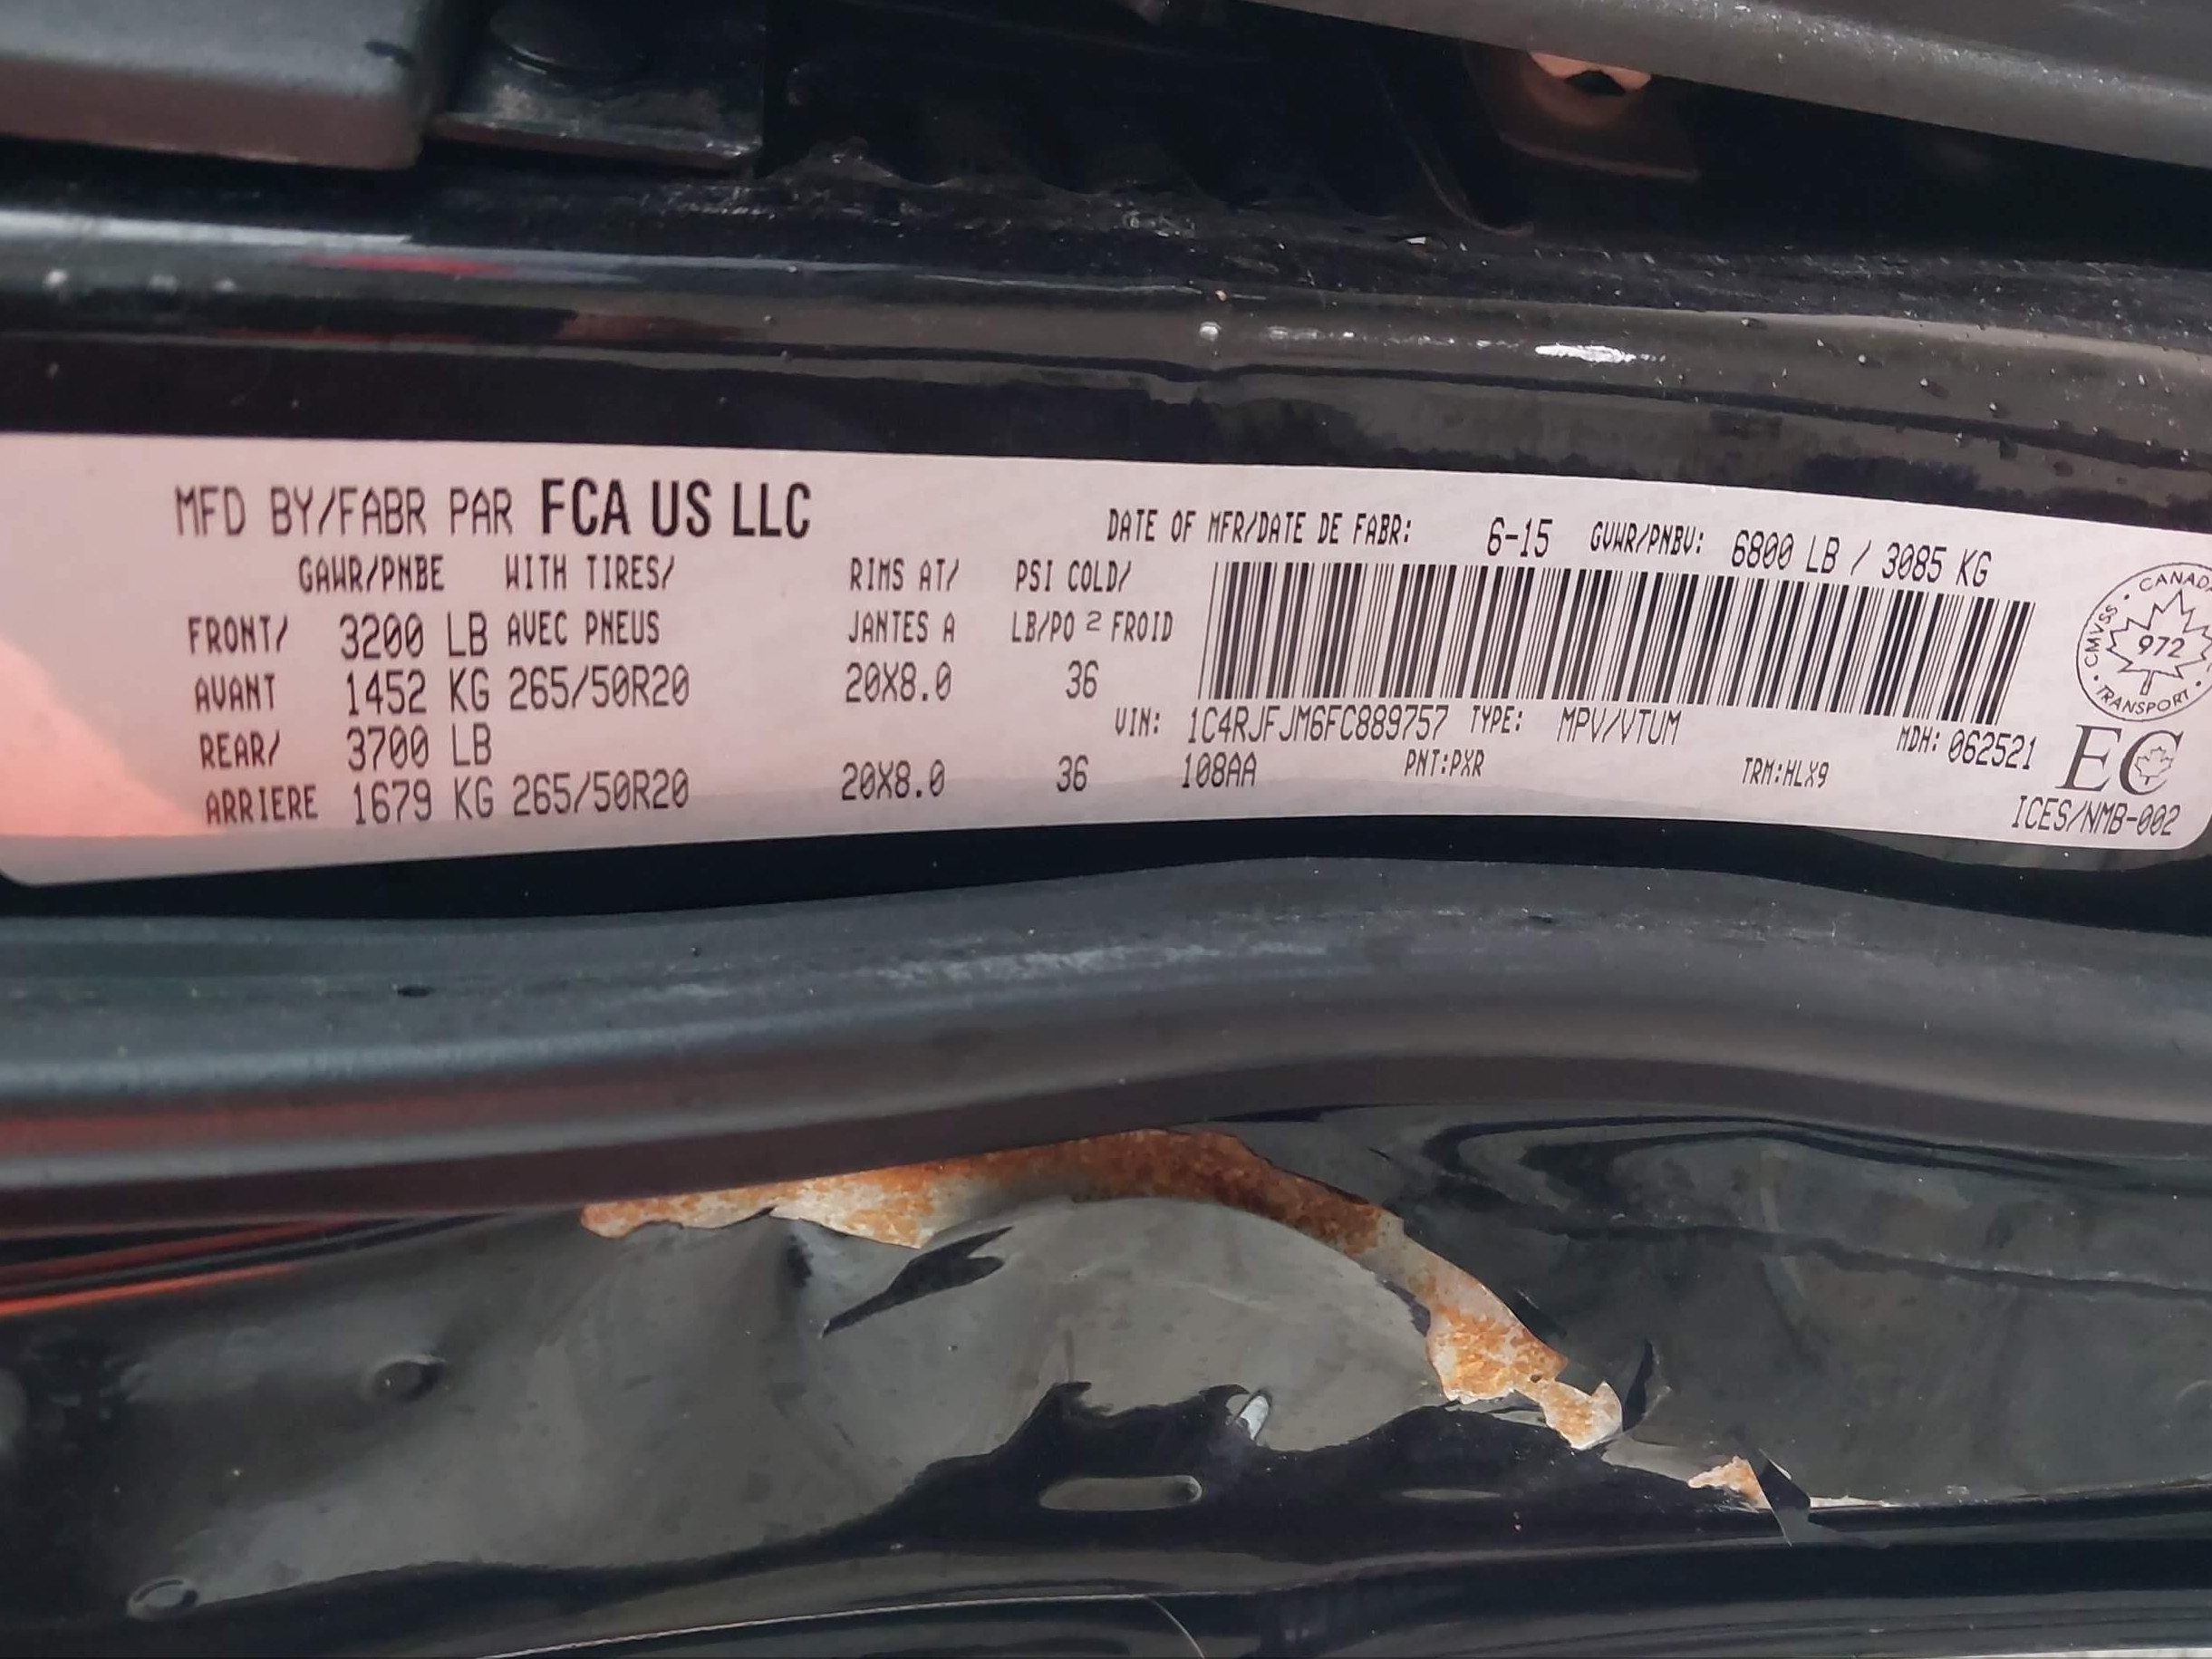 MFD BY/FABR PAR FCA US LLC
DATE OF MFR/DATE DE FABR: 6-15 GVWR/PNBV: 6800 LB / 3085 KG
GAWR/PNBE WITH TIRES/ RIMS AT/ PSI COLD/
FRONT/ 3200 LB AVEC PNEUS JANTES A LB/PO 2 FROID
AVANT 1452 KG 265/50R20 20X8.0 36
REAR/ 3700 LB
ARRIERE 1679 KG 265/50R20 20X8.0 36
VIN: 1C4RJFJM6FC889757 TYPE: MPV/VTUM MDH: 062521
108AA PNT:PXR TRM:HLX9
CANADA
CMVSS
972
TRANSPORT
EC
ICES/NMB-002